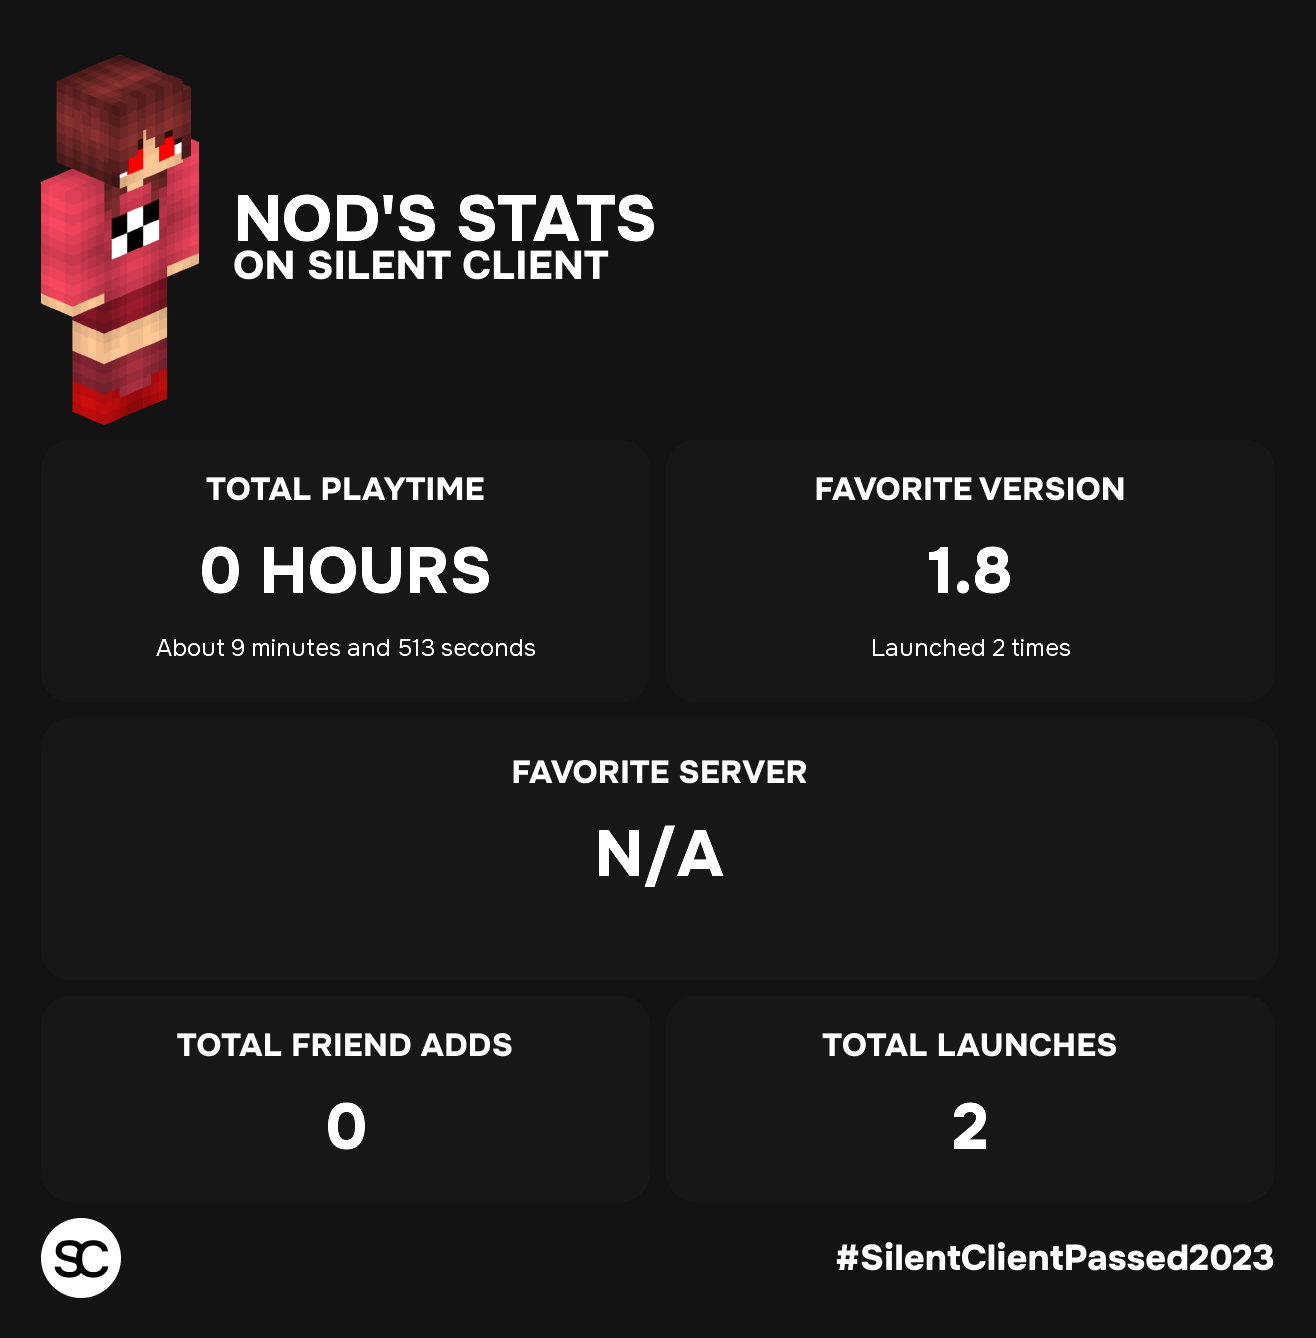 NOD'S STATS
ON SILENT CLIENT
TOTAL PLAYTIME
0 HOURS
About 9 minutes and 513 seconds
FAVORITE VERSION
1.8
Launched 2 times
FAVORITE SERVER
N/A
TOTAL FRIEND ADDS
0
TOTAL LAUNCHES
2
SC
#SilentClientPassed2023